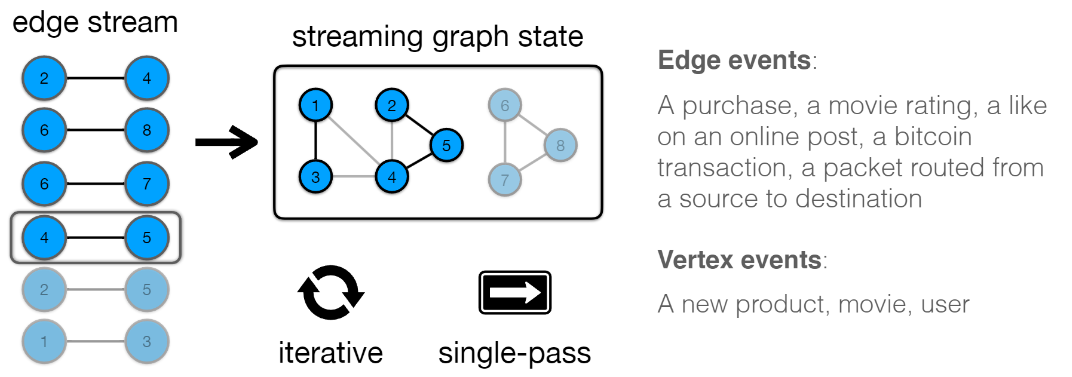 edge stream
2 4
6 8
6 7
4 5
2 5
1 3
streaming graph state
1 2 6
5 8
3 4 7
iterative
single-pass
Edge events:
A purchase, a movie rating, a like
on an online post, a bitcoin
transaction, a packet routed from
a source to destination
Vertex events:
A new product, movie, user